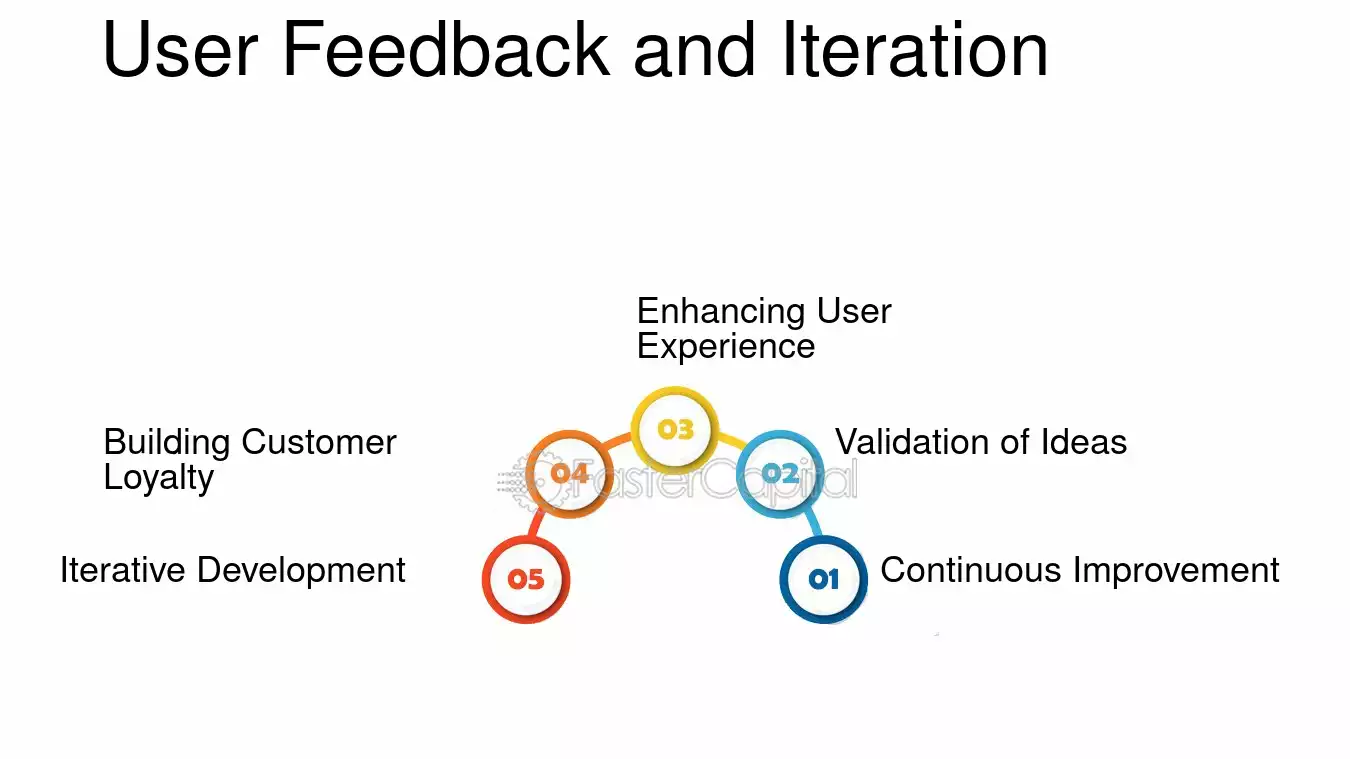 User Feedback and Iteration
Enhancing User
Experience
03
Building Customer
Loyalty
04
FasterCapital
02
Validation of Ideas
Iterative Development
05
01
Continuous Improvement